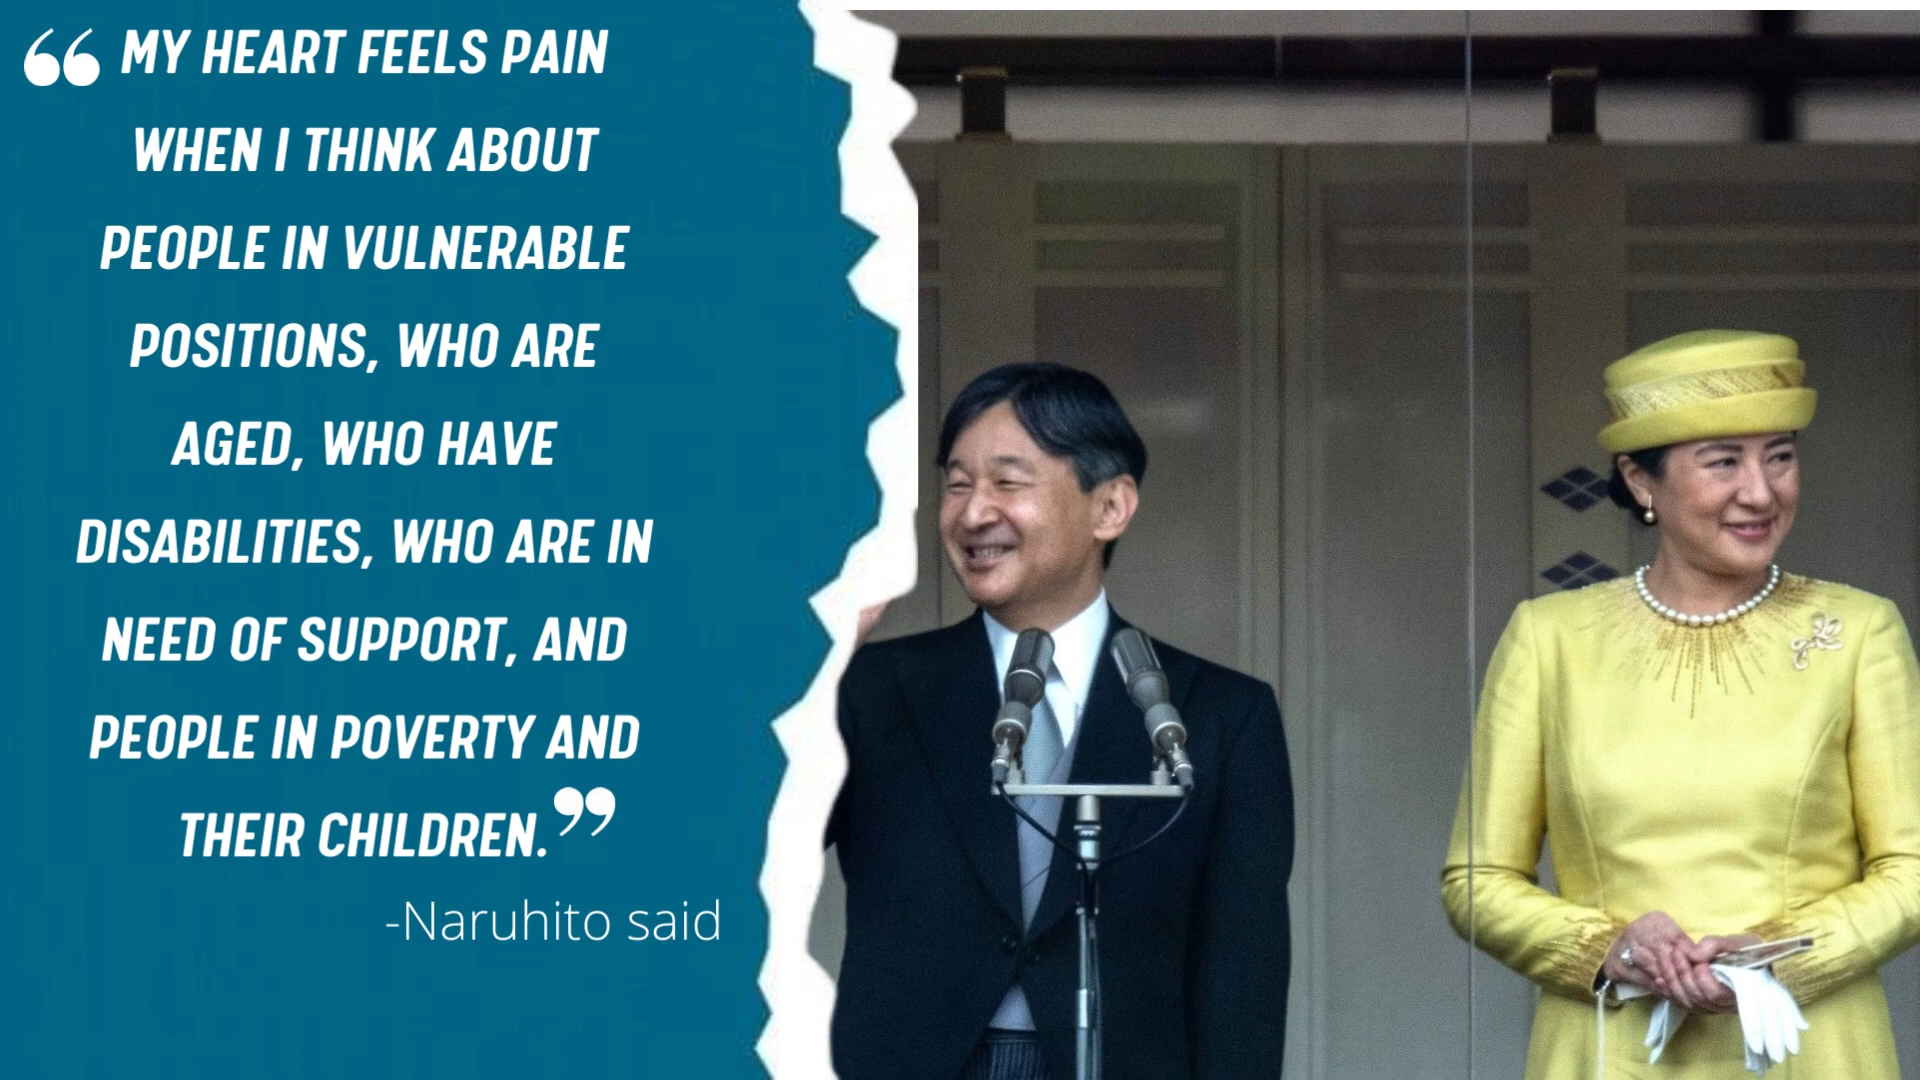 “ MY HEART FEELS PAIN
WHEN I THINK ABOUT
PEOPLE IN VULNERABLE
POSITIONS, WHO ARE
AGED, WHO HAVE
DISABILITIES, WHO ARE IN
NEED OF SUPPORT, AND
PEOPLE IN POVERTY AND
THEIR CHILDREN.”
-Naruhito said